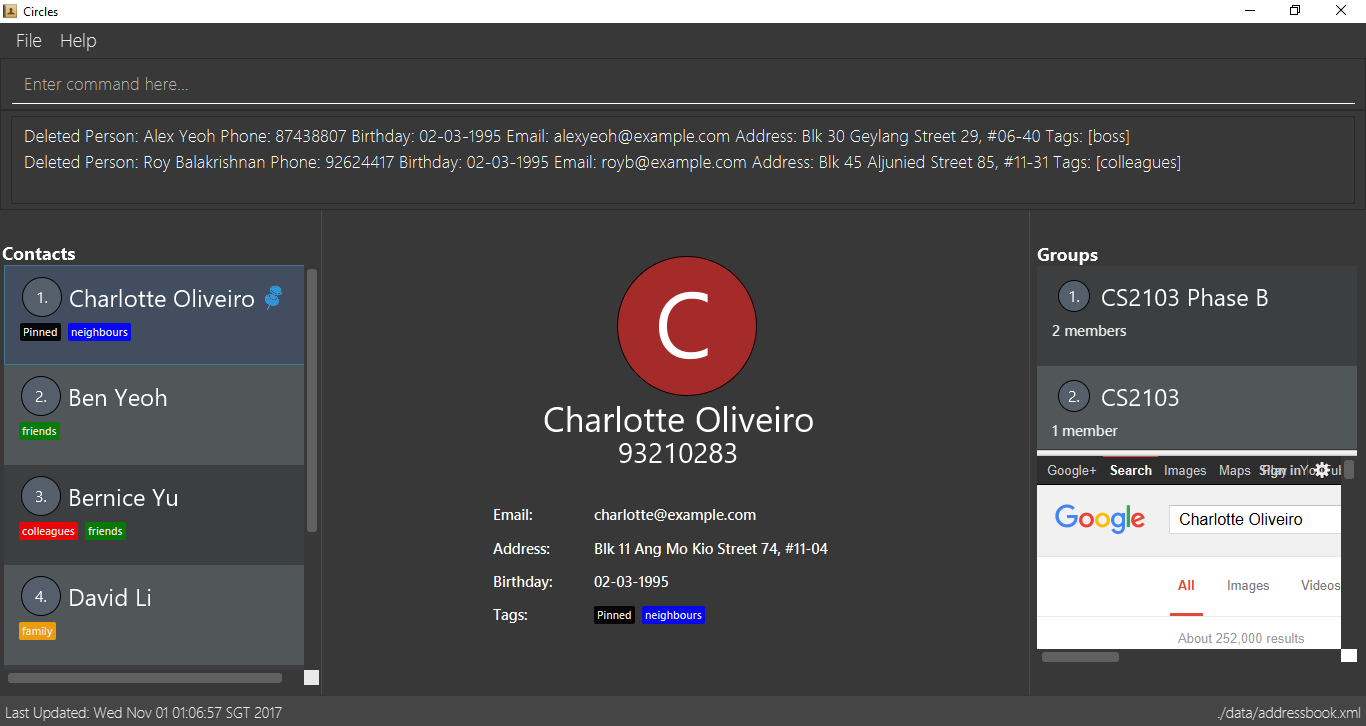 Circles
File Help
Enter command here...
Deleted Person: Alex Yeoh Phone: 87438807 Birthday: 02-03-1995 Email: alexyeoh@example.com Address: Blk 30 Geylang Street 29, #06-40 Tags: [boss]
Deleted Person: Roy Balakrishnan Phone: 92624417 Birthday: 02-03-1995 Email: royb@example.com Address: Blk 45 Aljunied Street 85, #11-31 Tags: [colleagues]
Contacts
1. Charlotte Oliveiro
Pinned neighbours
2. Ben Yeoh
friends
3. Bernice Yu
colleagues friends
4. David Li
family
C
Charlotte Oliveiro
93210283
Email: charlotte@example.com
Address: Blk 11 Ang Mo Kio Street 74, #11-04
Birthday: 02-03-1995
Tags: Pinned neighbours
Groups
1. CS2103 Phase B
2 members
2. CS2103
1 member
Google+ Search Images Maps
Google Charlotte Oliveiro
All Images Videos
About 252,000 results
Last Updated: Wed Nov 01 01:06:57 SGT 2017
./data/addressbook.xml